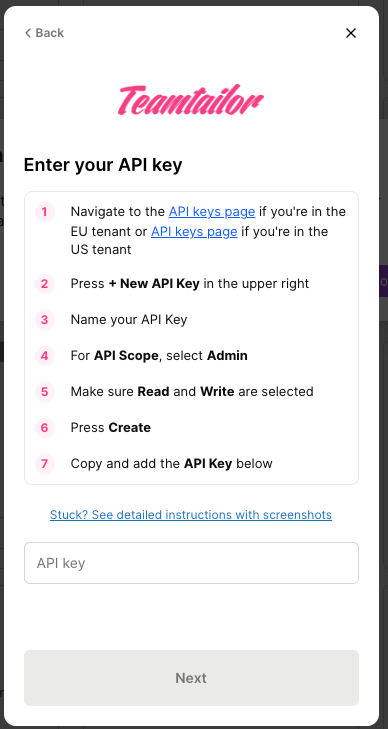 Back
Teamtailor
Enter your API key
1 Navigate to the API keys page if you're in the
EU tenant or API keys page if you're in the
US tenant
2 Press + New API Key in the upper right
3 Name your API Key
4 For API Scope, select Admin
5 Make sure Read and Write are selected
6 Press Create
7 Copy and add the API Key below
Stuck? See detailed instructions with screenshots
API key
Next